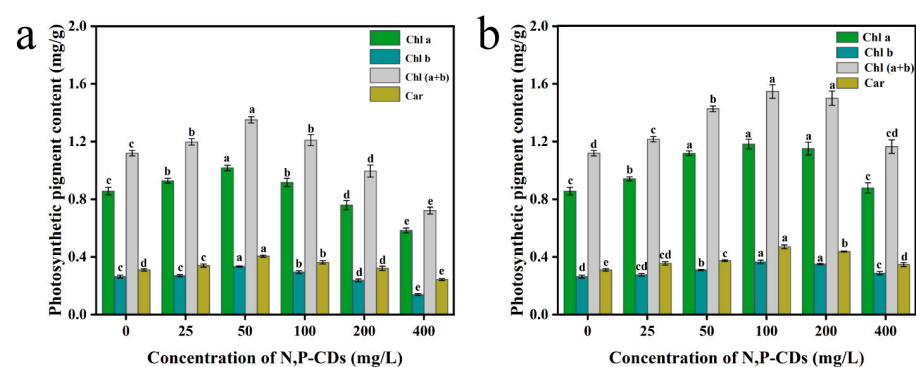 a
Photosynthetic pigment content (mg/g)
2.0
1.6
1.2
0.8
0.4
0.0
Chl a
Chl b
Chl (a+b)
Car
c c c d
b c b c
a a a a
b b b b
d d d c
e e e e
0 25 50 100 200 400
Concentration of N,P-CDs (mg/L)
b
Photosynthetic pigment content (mg/g)
2.0
1.6
1.2
0.8
0.4
0.0
Chl a
Chl b
Chl (a+b)
Car
c d d e
b cd c cd
a b b c
a a a a
a a a b
c c cd d
0 25 50 100 200 400
Concentration of N,P-CDs (mg/L)